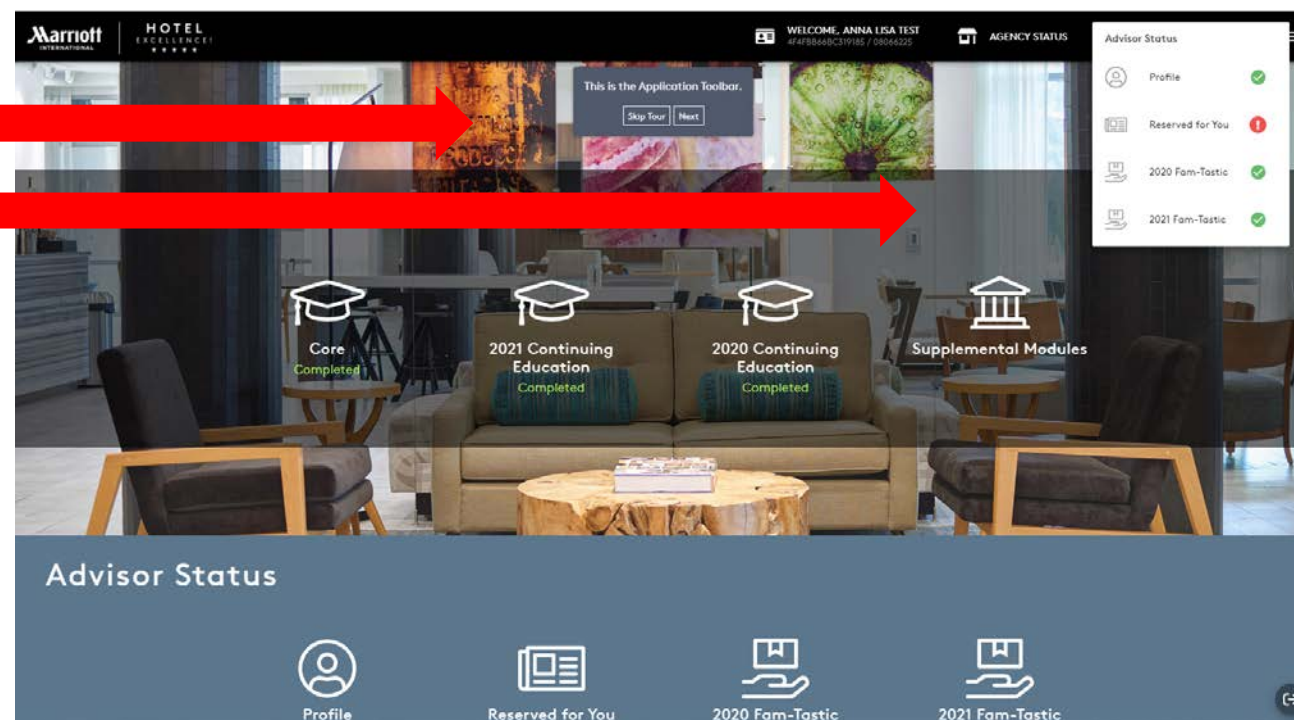 Marriott
INTERNATIONAL
HOTEL
EXCELLENCE!
WELCOME, ANNA LISA TEST
4F4FBB66BC319185 / 08066225
AGENCY STATUS
Advisor Status
Profile
Reserved for You
2020 Fam-Tastic
2021 Fam-Tastic
This is the Application Toolbar.
Skip Tour Next
Core
Completed
2021 Continuing
Education
Completed
2020 Continuing
Education
Completed
Supplemental Modules
Advisor Status
Profile
Reserved for You
2020 Fam-Tastic
2021 Fam-Tastic